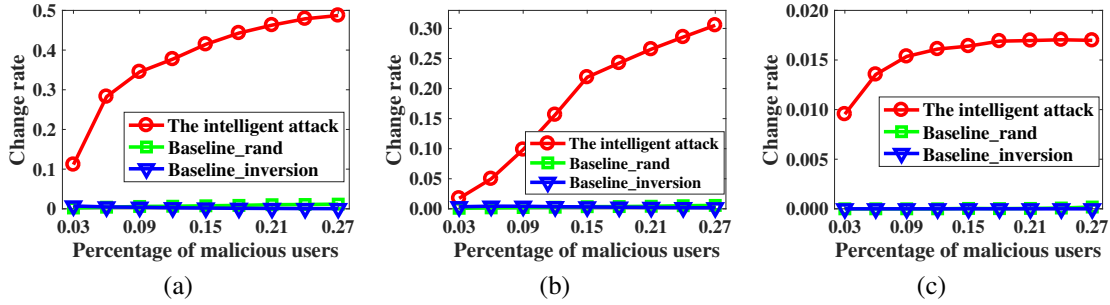 0.5
0.4
0.3
0.2
0.1
0
Change rate
The intelligent attack
Baseline_rand
Baseline_inversion
0.03 0.09 0.15 0.21 0.27
Percentage of malicious users
(a)
0.30
0.25
0.20
0.15
0.10
0.05
0.00
Change rate
The intelligent attack
Baseline_rand
Baseline_inversion
0.03 0.09 0.15 0.21 0.27
Percentage of malicious users
(b)
0.020
0.015
0.010
0.005
0.000
Change rate
The intelligent attack
Baseline_rand
Baseline_inversion
0.03 0.09 0.15 0.21 0.27
Percentage of malicious users
(c)